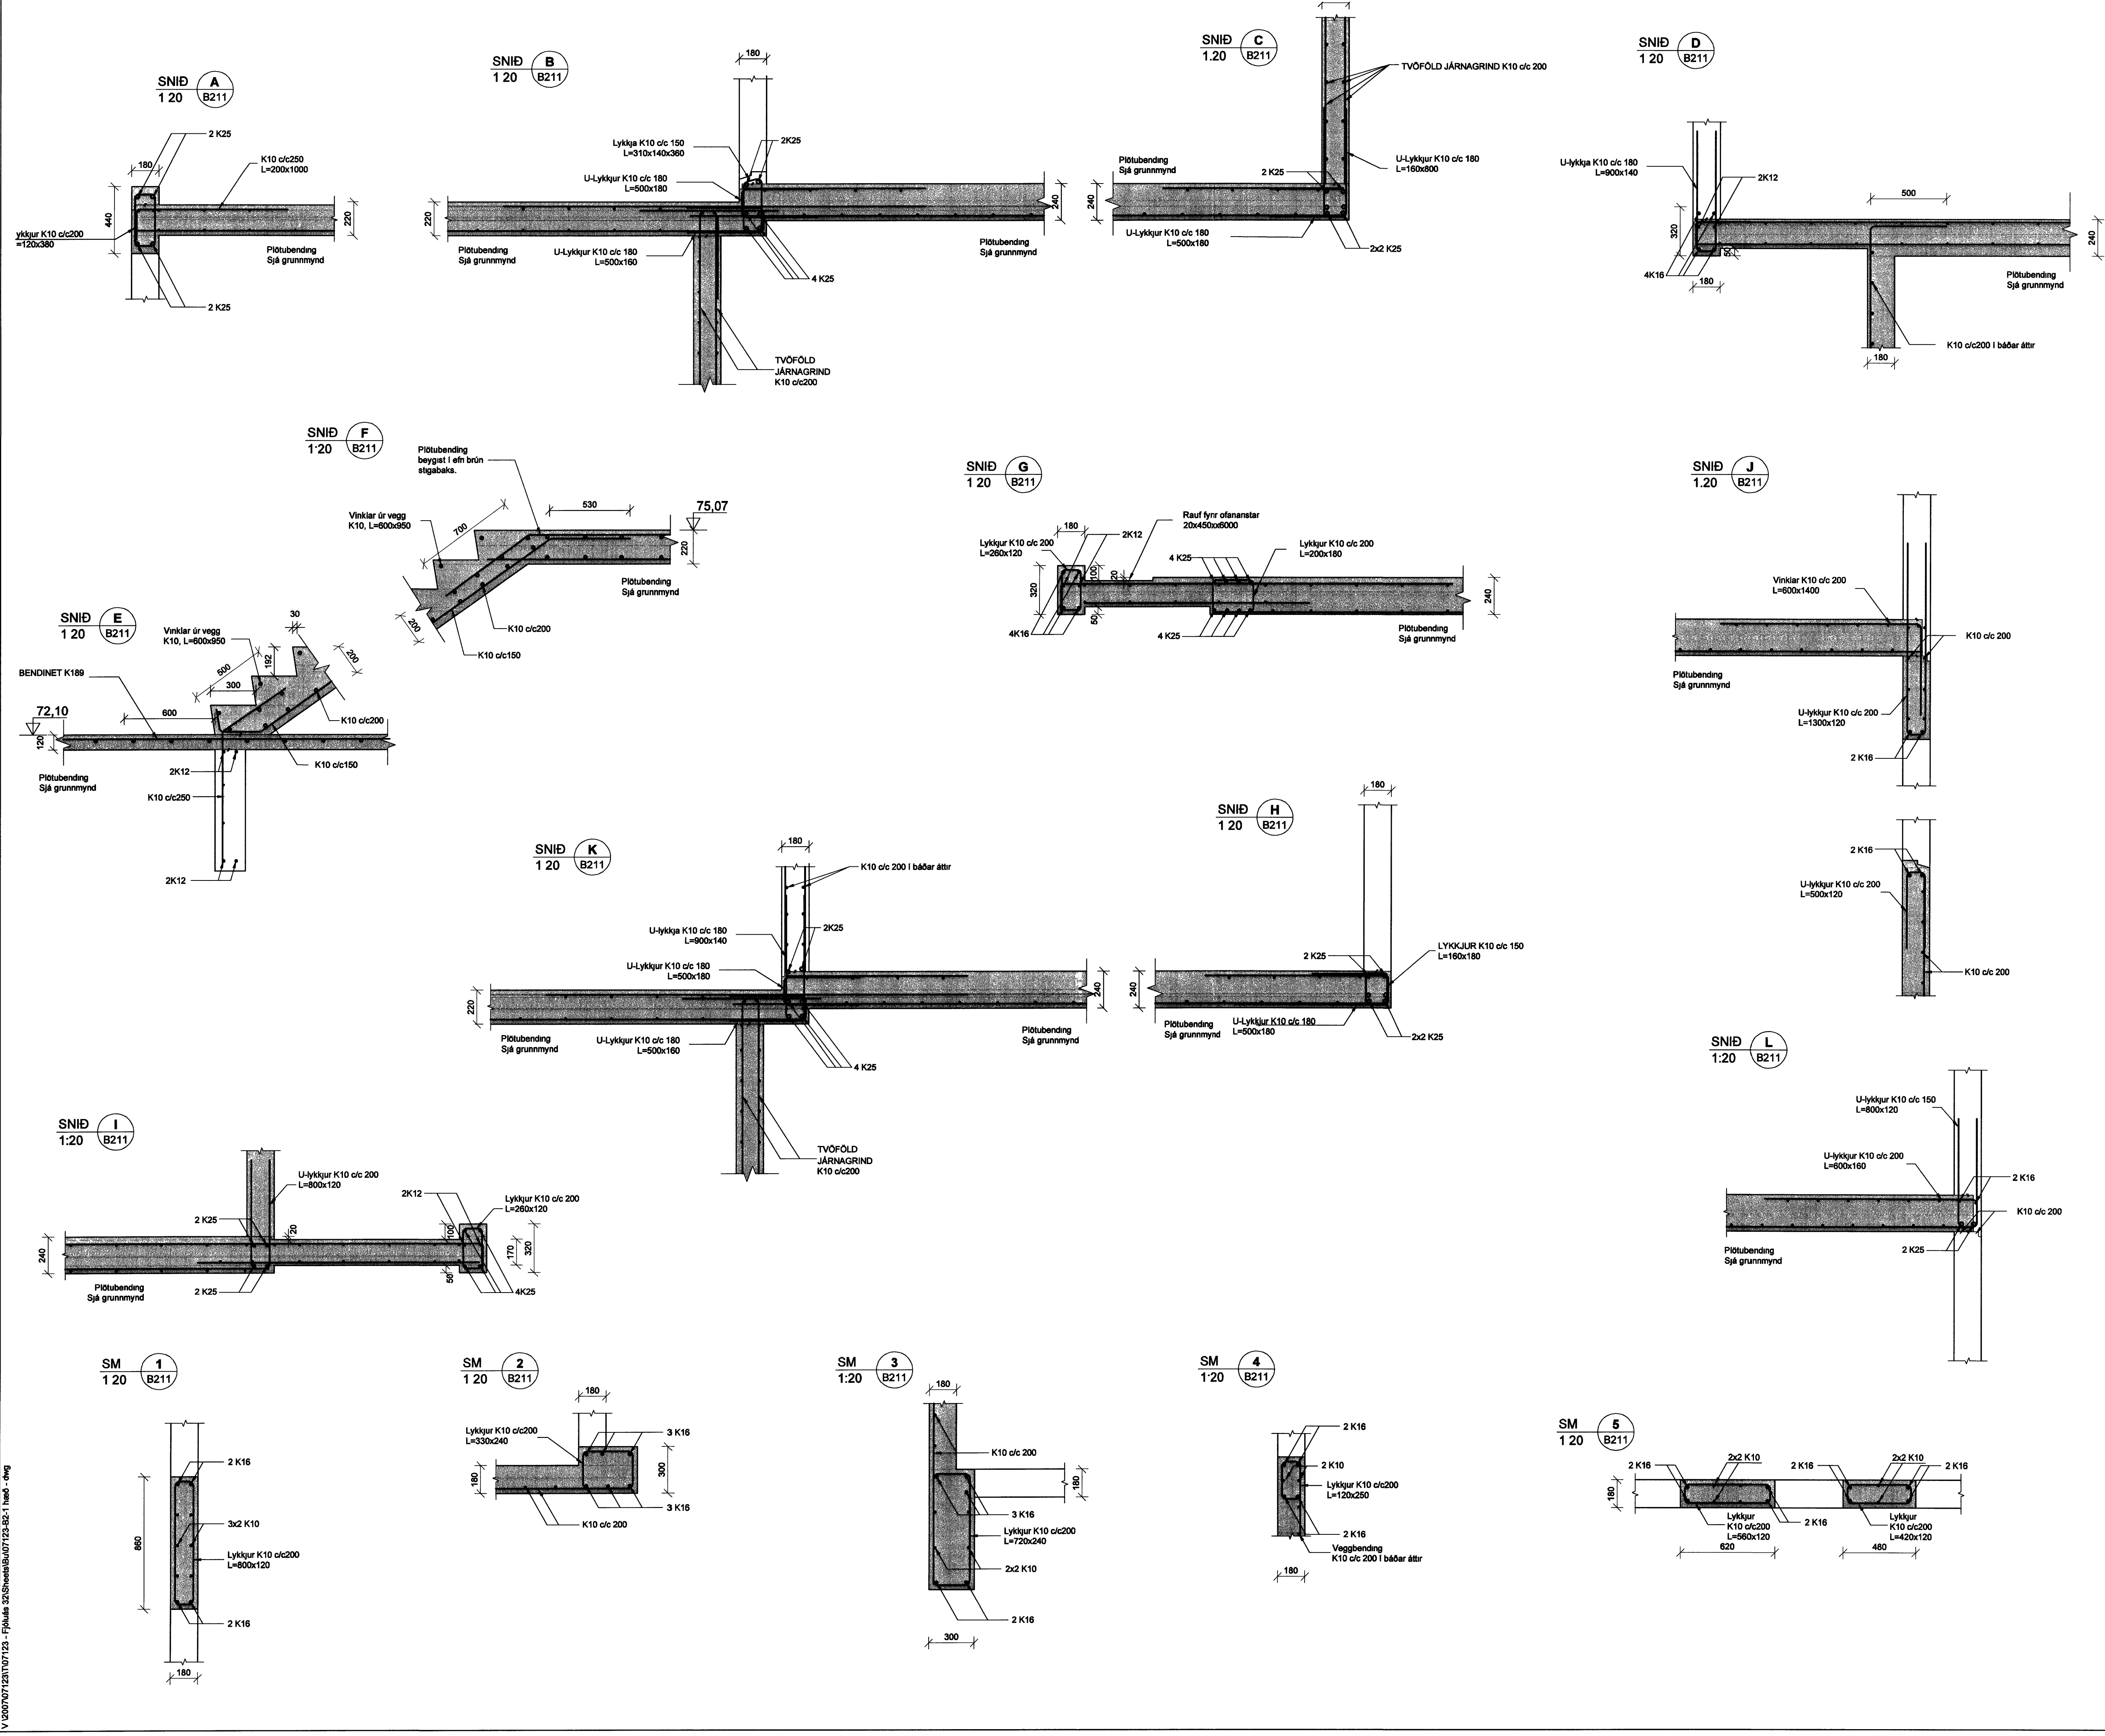 SNIÐ A
1 20 B211
2 K25
180
K10 c/c250
L=200x1000
440
220
ykkjur K10 c/c200
=120x380
Plötubending
Sjá grunnmynd
2 K25
SNIÐ B
1 20 B211
180
Lykkja K10 c/c 150
L=310x140x360
2K25
U-Lykkjur K10 c/c 180
L=500x180
220
240
Plötubending
Sjá grunnmynd
U-Lykkjur K10 c/c 180
L=500x160
Plötubending
Sjá grunnmynd
4 K25
TVÖFÖLD
JÁRNAGRIND
K10 c/c200
SNIÐ C
1.20 B211
TVÖFÖLD JÁRNAGRIND K10 c/c 200
Plötubending
Sjá grunnmynd
2 K25
U-Lykkjur K10 c/c 180
L=160x800
240
U-Lykkjur K10 c/c 180
L=500x180
2x2 K25
SNIÐ D
1 20 B211
U-lykkja K10 c/c 180
L=900x140
2K12
500
320
240
50
4K16
180
Plötubending
Sjá grunnmynd
K10 c/c200 í báðar áttir
180
SNIÐ F
1:20 B211
Plötubending
beygist í efri brún
stigabaks.
Vinklar úr vegg
K10, L=600x950
700
530
75,07
220
Plötubending
Sjá grunnmynd
200
K10 c/c200
K10 c/c150
SNIÐ E
1 20 B211
30
Vinklar úr vegg
K10, L=600x950
500
192
200
300
BENDINET K189
600
72,10
120
K10 c/c200
K10 c/c150
2K12
Plötubending
Sjá grunnmynd
K10 c/c250
2K12
SNIÐ G
1 20 B211
180
2K12
Rauf fyrir ofananstar
20x450xx6000
Lykkjur K10 c/c 200
L=260x120
Lykkjur K10 c/c 200
L=200x180
4 K25
320
100
20
240
50
4K16
4 K25
Plötubending
Sjá grunnmynd
SNIÐ J
1.20 B211
Vinklar K10 c/c 200
L=600x1400
K10 c/c 200
Plötubending
Sjá grunnmynd
U-lykkjur K10 c/c 200
L=1300x120
2 K16
2 K16
U-lykkjur K10 c/c 200
L=500x120
K10 c/c 200
SNIÐ K
1 20 B211
180
K10 c/c 200 í báðar áttir
U-lykkja K10 c/c 180
L=900x140
2K25
U-Lykkjur K10 c/c 180
L=500x180
220
240
Plötubending
Sjá grunnmynd
U-Lykkjur K10 c/c 180
L=500x160
Plötubending
Sjá grunnmynd
4 K25
TVÖFÖLD
JÁRNAGRIND
K10 c/c200
SNIÐ H
1 20 B211
180
2 K25
LYKKJUR K10 c/c 150
L=160x180
240
Plötubending
Sjá grunnmynd
U-Lykkjur K10 c/c 180
L=500x180
2x2 K25
SNIÐ L
1:20 B211
U-lykkjur K10 c/c 150
L=800x120
U-lykkjur K10 c/c 200
L=600x160
2 K16
K10 c/c 200
Plötubending
Sjá grunnmynd
2 K25
SNIÐ I
1:20 B211
U-lykkjur K10 c/c 200
L=800x120
2K12
Lykkjur K10 c/c 200
L=260x120
2 K25
20
100
240
170
320
50
Plötubending
Sjá grunnmynd
2 K25
4K25
SM 1
1 20 B211
2 K16
3x2 K10
860
Lykkjur K10 c/c200
L=800x120
2 K16
180
SM 2
1 20 B211
180
Lykkjur K10 c/c200
L=330x240
3 K16
180
300
3 K16
K10 c/c 200
SM 3
1:20 B211
180
K10 c/c 200
180
3 K16
Lykkjur K10 c/c200
L=720x240
2x2 K10
2 K16
300
SM 4
1:20 B211
2 K16
2 K10
Lykkjur K10 c/c200
L=120x250
2 K16
Veggbending
K10 c/c 200 í báðar áttir
180
SM 5
1 20 B211
2 K16 2x2 K10 2 K16 2x2 K10 2 K16
180
Lykkjur
K10 c/c200
L=560x120
2 K16
Lykkjur
K10 c/c200
L=420x120
620
480
V:\2007\07123\T\07123 - Fjóluás 32\Sheets\Bu\07123-B2-1 hæð - dwg